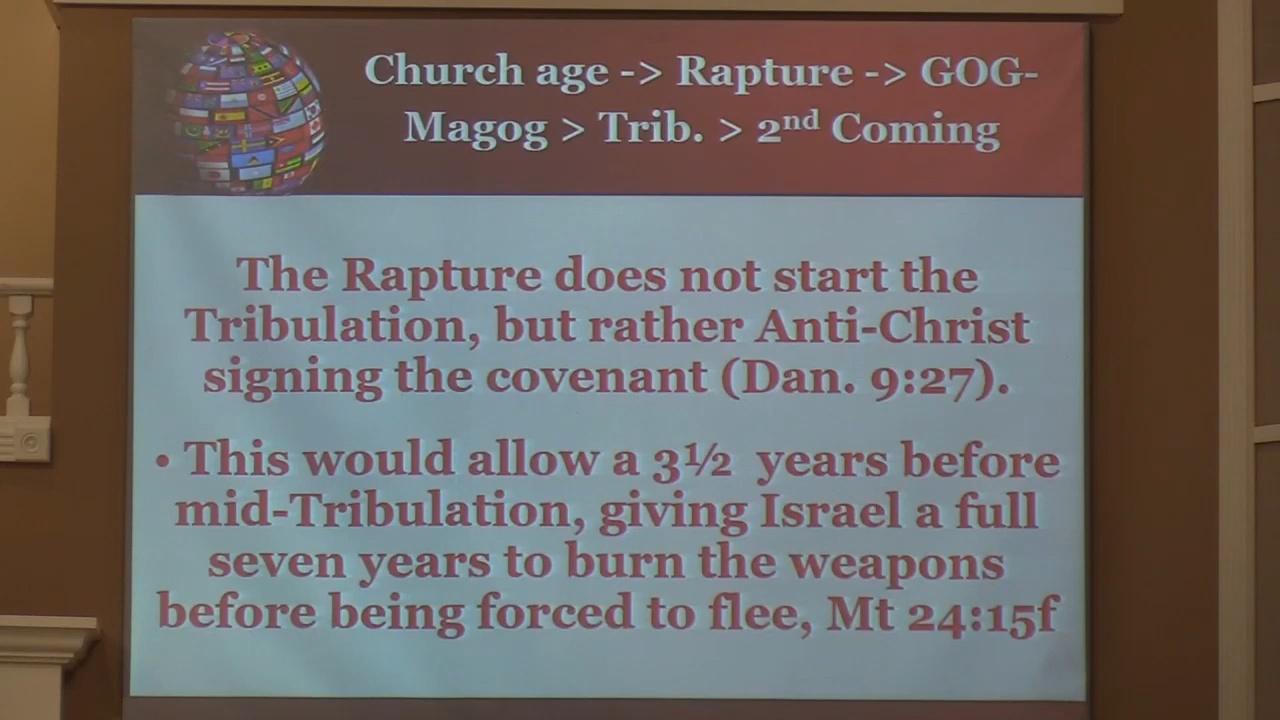 Church age -> Rapture -> GOG-
Magog > Trib. > 2nd Coming
The Rapture does not start the
Tribulation, but rather Anti-Christ
signing the covenant (Dan. 9:27).
• This would allow a 3½ years before
mid-Tribulation, giving Israel a full
seven years to burn the weapons
before being forced to flee, Mt 24:15f